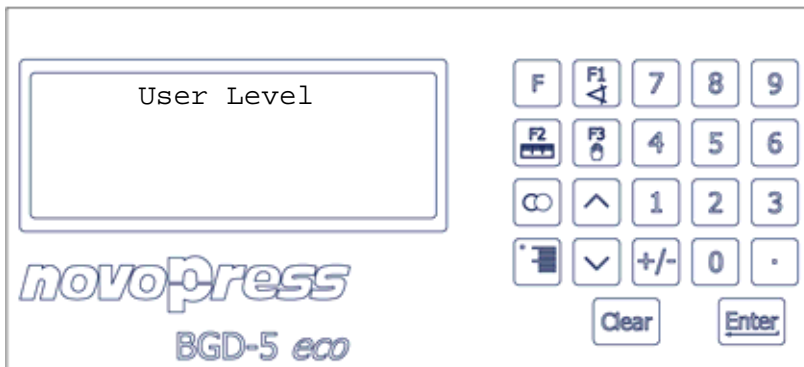 User Level
F F1 7 8 9
F2 F3 4 5 6
1 2 3
+/- 0 .
Clear Enter
novopress
BGD-5 eco